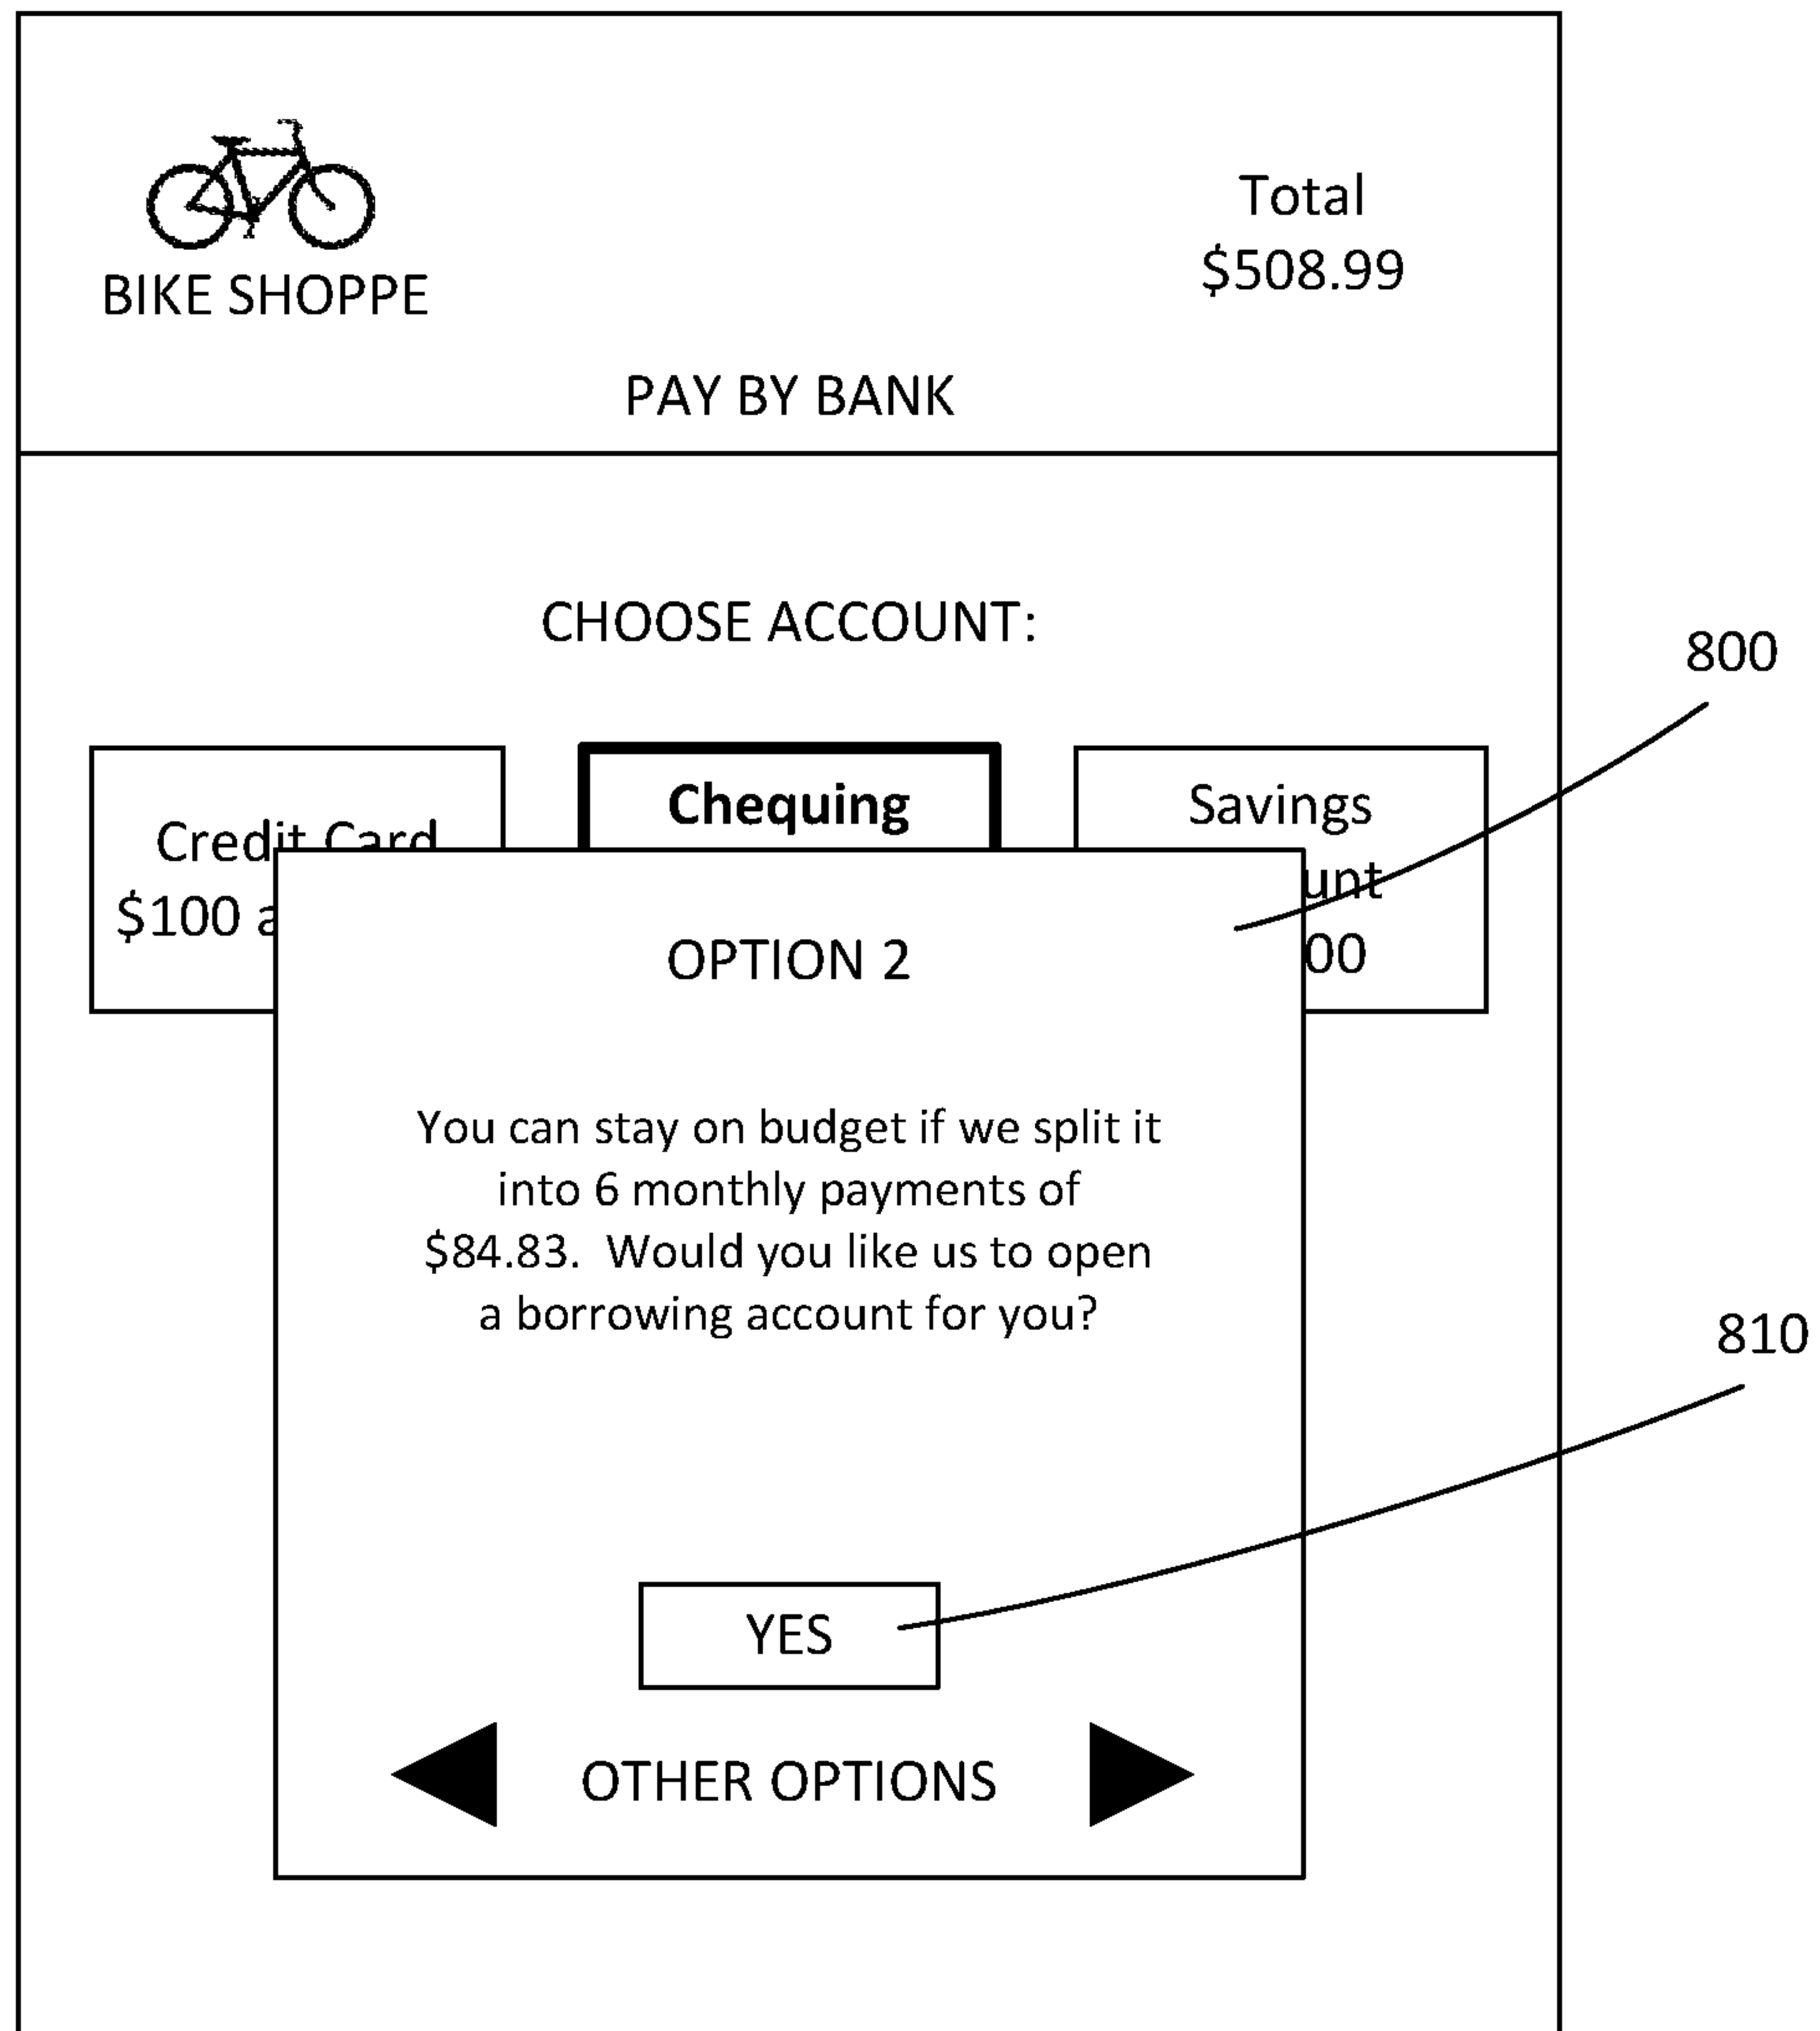 Total
$508.99
BIKE SHOPPE
PAY BY BANK
CHOOSE ACCOUNT:
800
Chequing
Savings
Credit Card
$100
OPTION 2
You can stay on budget if we split it
into 6 monthly payments of
$84.83. Would you like us to open
a borrowing account for you?
810
YES
OTHER OPTIONS